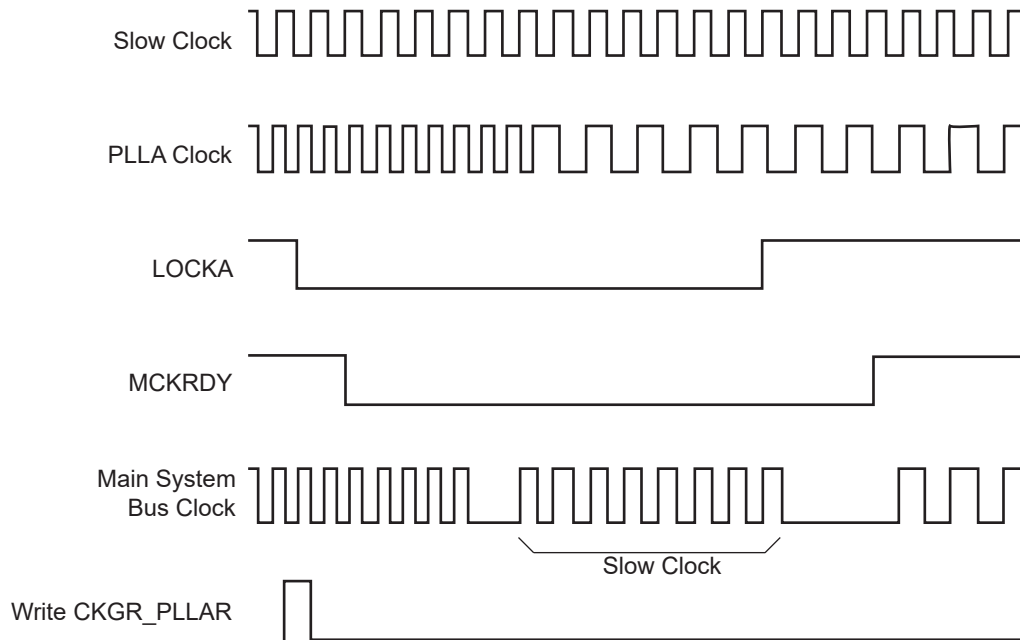 Slow Clock
PLLA Clock
LOCKA
MCKRDY
Main System
Bus Clock
Slow Clock
Write CKGR_PLLAR